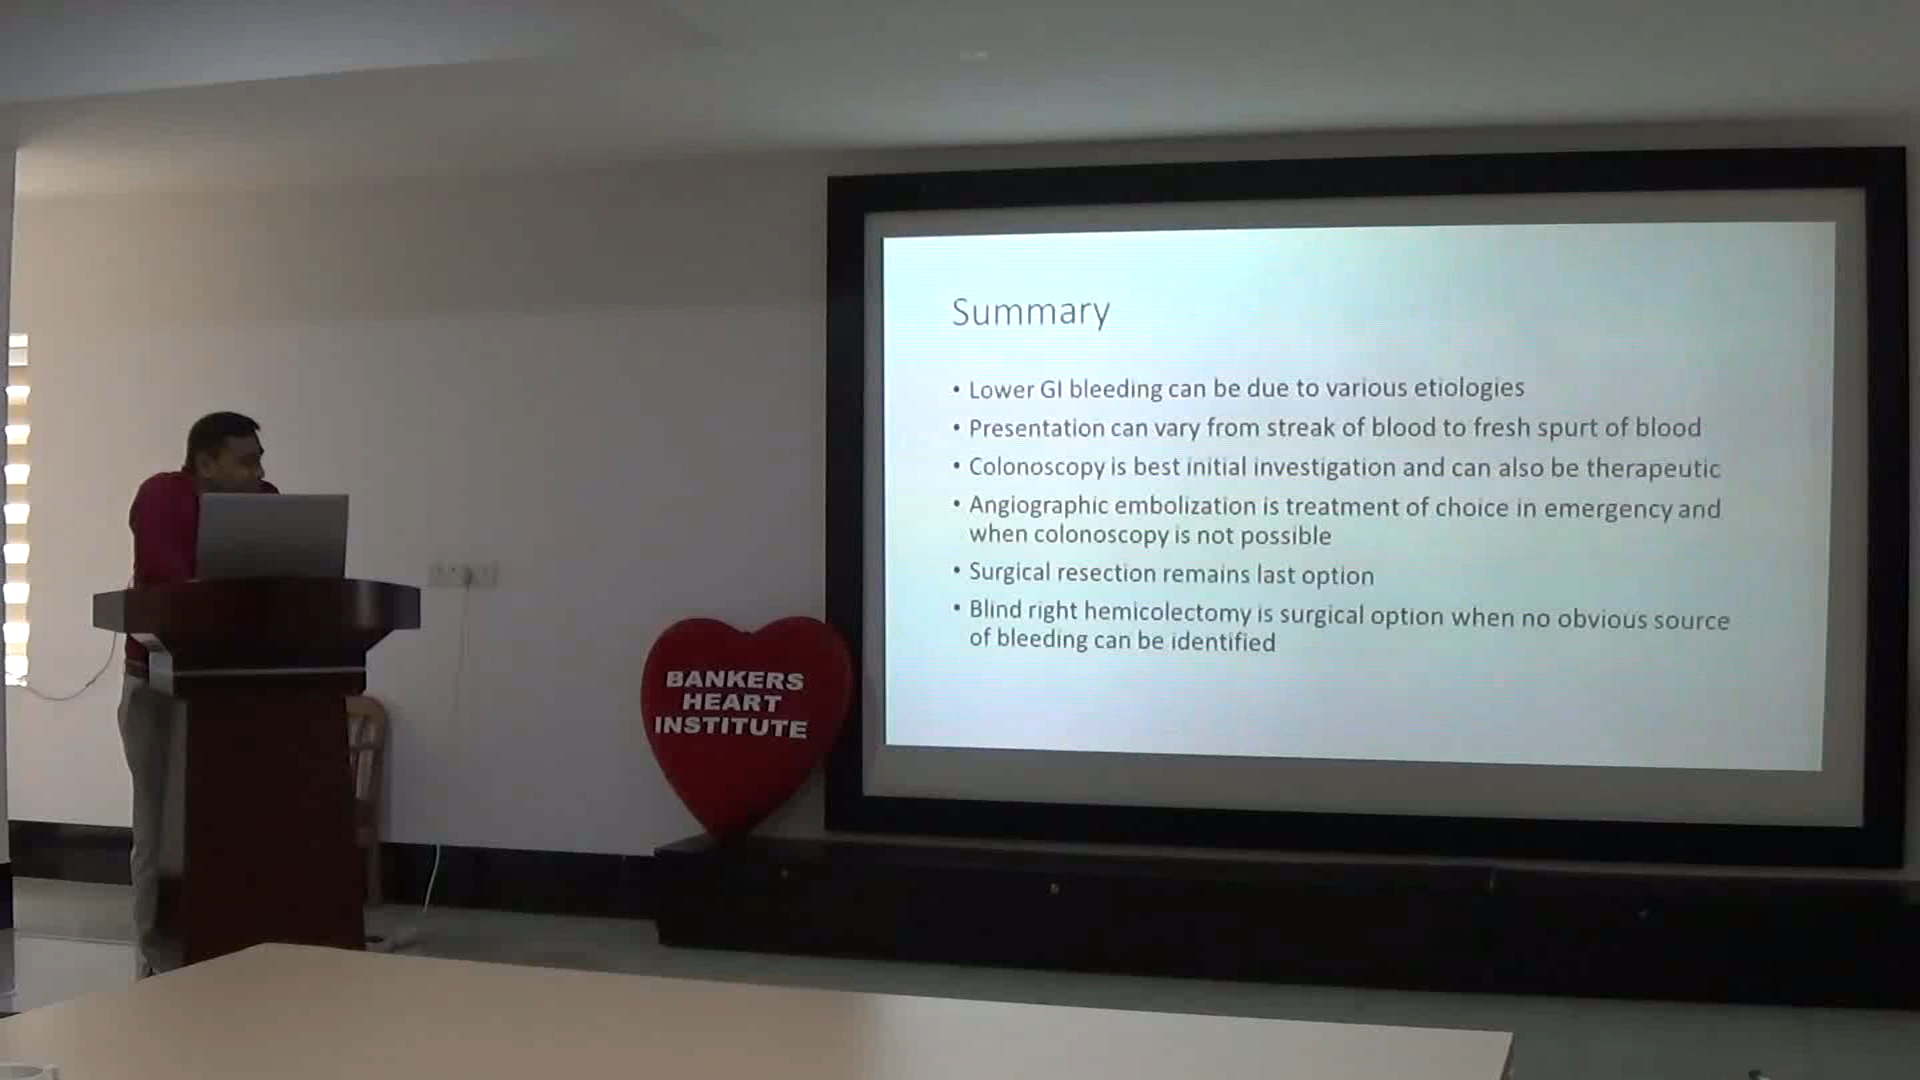 Summary
• Lower GI bleeding can be due to various etiologies
• Presentation can vary from streak of blood to fresh spurt of blood
• Colonoscopy is best initial investigation and can also be therapeutic
• Angiographic embolization is treatment of choice in emergency and
when colonoscopy is not possible
• Surgical resection remains last option
• Blind right hemicolectomy is surgical option when no obvious source
of bleeding can be identified
BANKERS
HEART
INSTITUTE